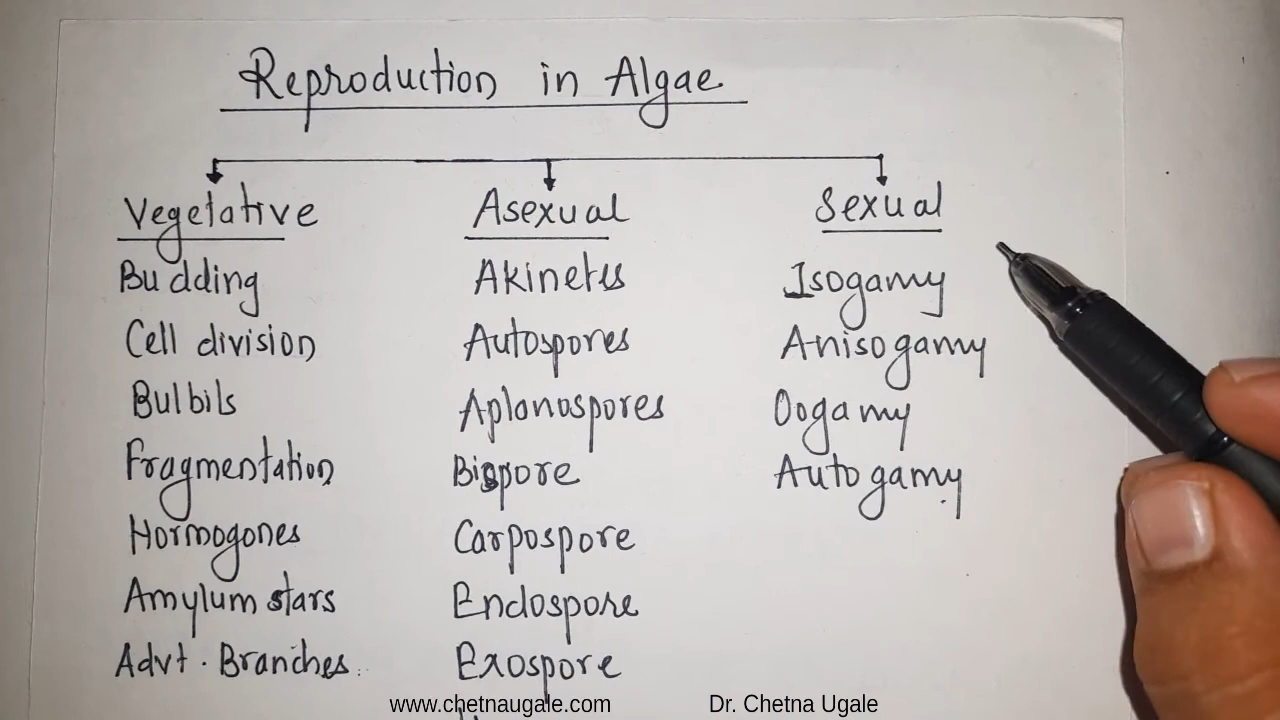 Reproduction in Algae
Vegetative
Budding
Cell division
Bulbils
Fragmentation
Hormogones
Amylum stars
Advt. Branches
Asexual
Akinetes
Autospores
Aplanospores
Bispore
Carpospore
Endospore
Exospore
Sexual
Isogamy
Anisogamy
Oogamy
Autogamy
www.chetnaugale.com Dr. Chetna Ugale